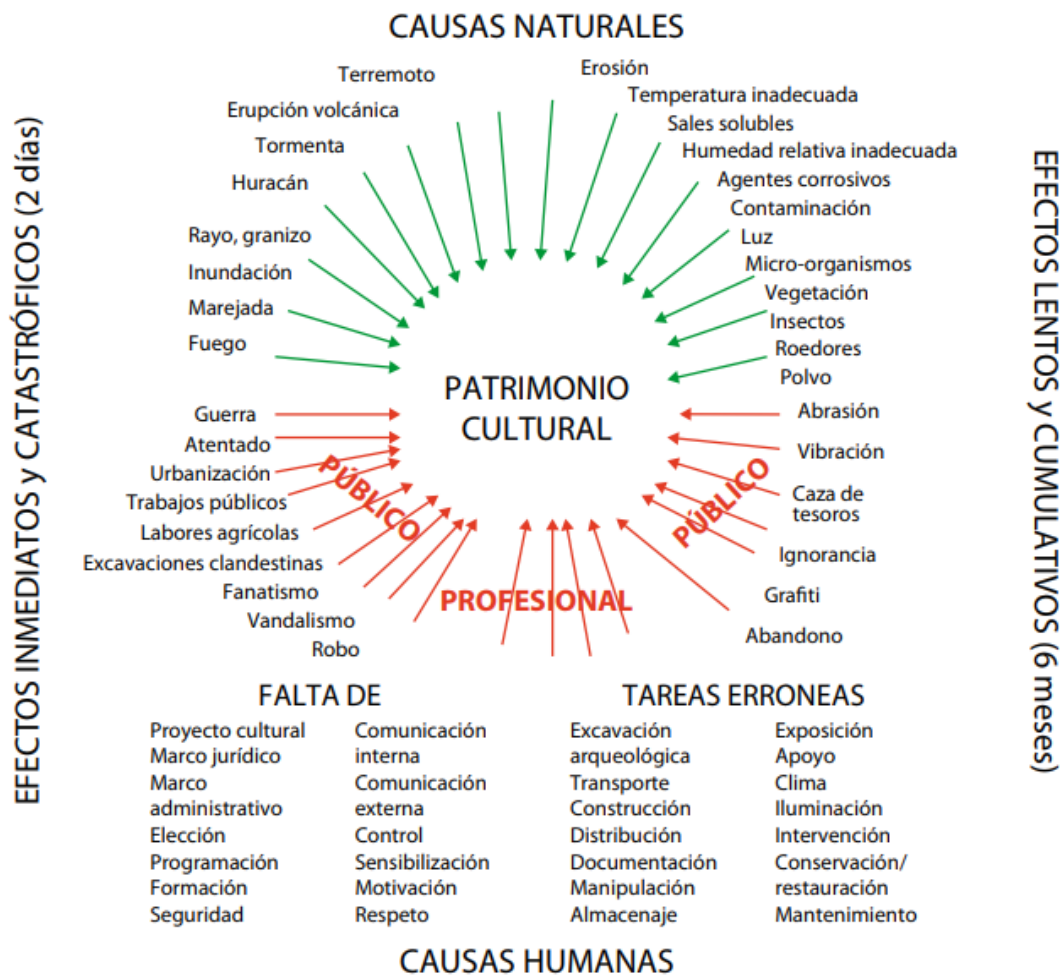 CAUSAS NATURALES
EFECTOS INMEDIATOS y CATASTRÓFICOS (2 días)
Terremoto
Erupción volcánica
Tormenta
Huracán
Rayo, granizo
Inundación
Marejada
Fuego
Erosión
Temperatura inadecuada
Sales solubles
Humedad relativa inadecuada
Agentes corrosivos
Contaminación
Luz
Micro-organismos
Vegetación
Insectos
Roedores
Polvo
EFECTOS LENTOS y CUMULATIVOS (6 meses)
PATRIMONIO
CULTURAL
Guerra
Atentado
Urbanización
Trabajos públicos
Labores agrícolas
Excavaciones clandestinas
Fanatismo
Vandalismo
Robo
PÚBLICO
PROFESIONAL
PÚBLICO
Abrasión
Vibración
Caza de
tesoros
Ignorancia
Grafiti
Abandono
FALTA DE
Proyecto cultural
Marco jurídico
Marco
administrativo
Elección
Programación
Formación
Seguridad
Comunicación
interna
Comunicación
externa
Control
Sensibilización
Motivación
Respeto
TAREAS ERRONEAS
Excavación
arqueológica
Transporte
Construcción
Distribución
Documentación
Manipulación
Almacenaje
Exposición
Apoyo
Clima
Iluminación
Intervención
Conservación/
restauración
Mantenimiento
CAUSAS HUMANAS